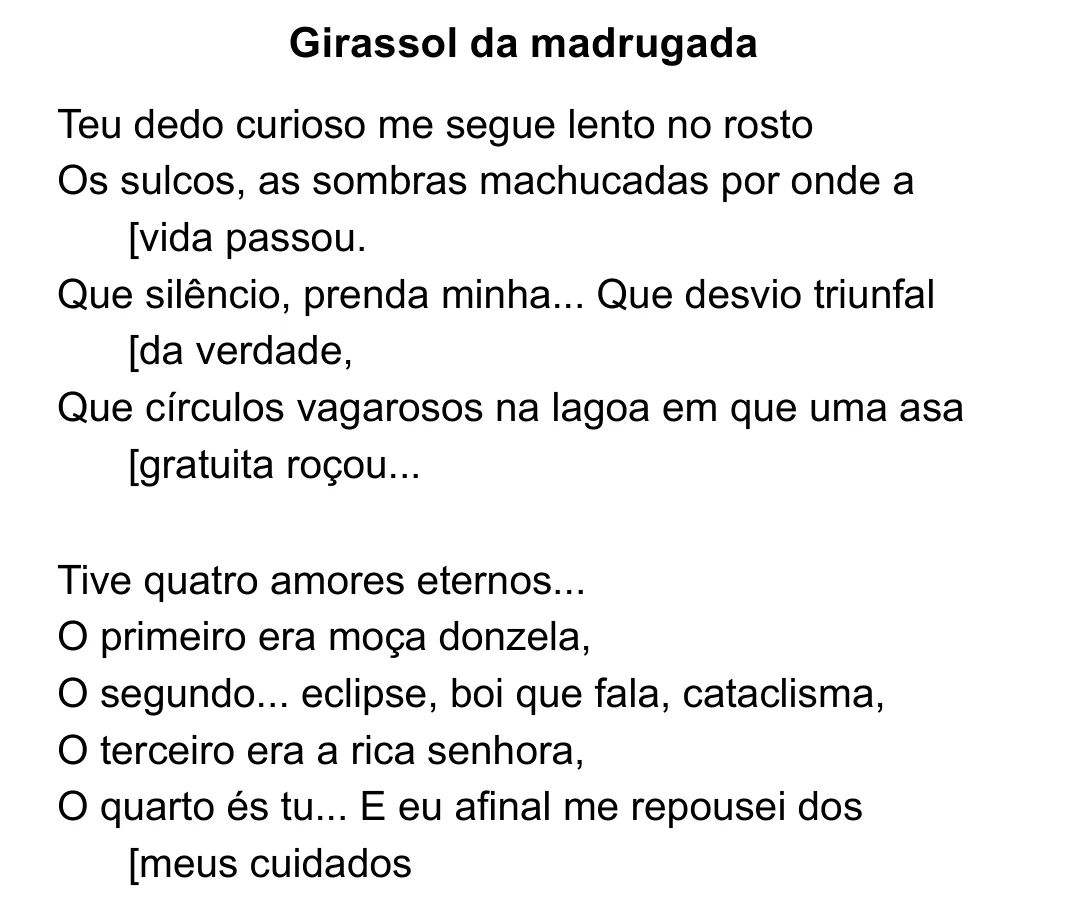 Girassol da madrugada
Teu dedo curioso me segue lento no rosto
Os sulcos, as sombras machucadas por onde a
[vida passou.
Que silêncio, prenda minha... Que desvio triunfal
[da verdade,
Que círculos vagarosos na lagoa em que uma asa
[gratuita roçou...
Tive quatro amores eternos...
O primeiro era moça donzela,
O segundo... eclipse, boi que fala, cataclisma,
O terceiro era a rica senhora,
O quarto és tu... E eu afinal me repousei dos
[meus cuidados